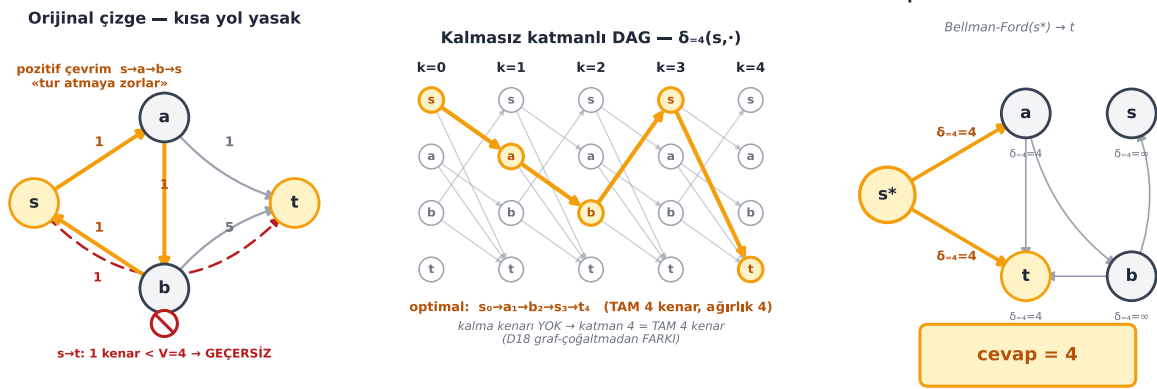 Orijinal çizge — kısa yol yasak
pozitif çevrim s→a→b→s
«tur atmaya zorlar»
a
1
1
1
s
t
1
5
1
b
s→t: 1 kenar < V=4 → GEÇERSİZ
Kalmasız katmanlı DAG — δ₌₄(s,·)
k=0 k=1 k=2 k=3 k=4
s s s s s
a a a a a
b b b b b
t t t t t
optimal: s₀→a₁→b₂→s₃→t₄ (TAM 4 kenar, ağırlık 4)
kalma kenarı YOK → katman 4 = TAM 4 kenar
(D18 graf-çoğaltmadan FARKI)
Bellman-Ford(s*) → t
a s
δ₌₄=4
δ₌₄=4 δ₌₄=∞
s*
δ₌₄=4
t b
δ₌₄=4 δ₌₄=∞
cevap = 4